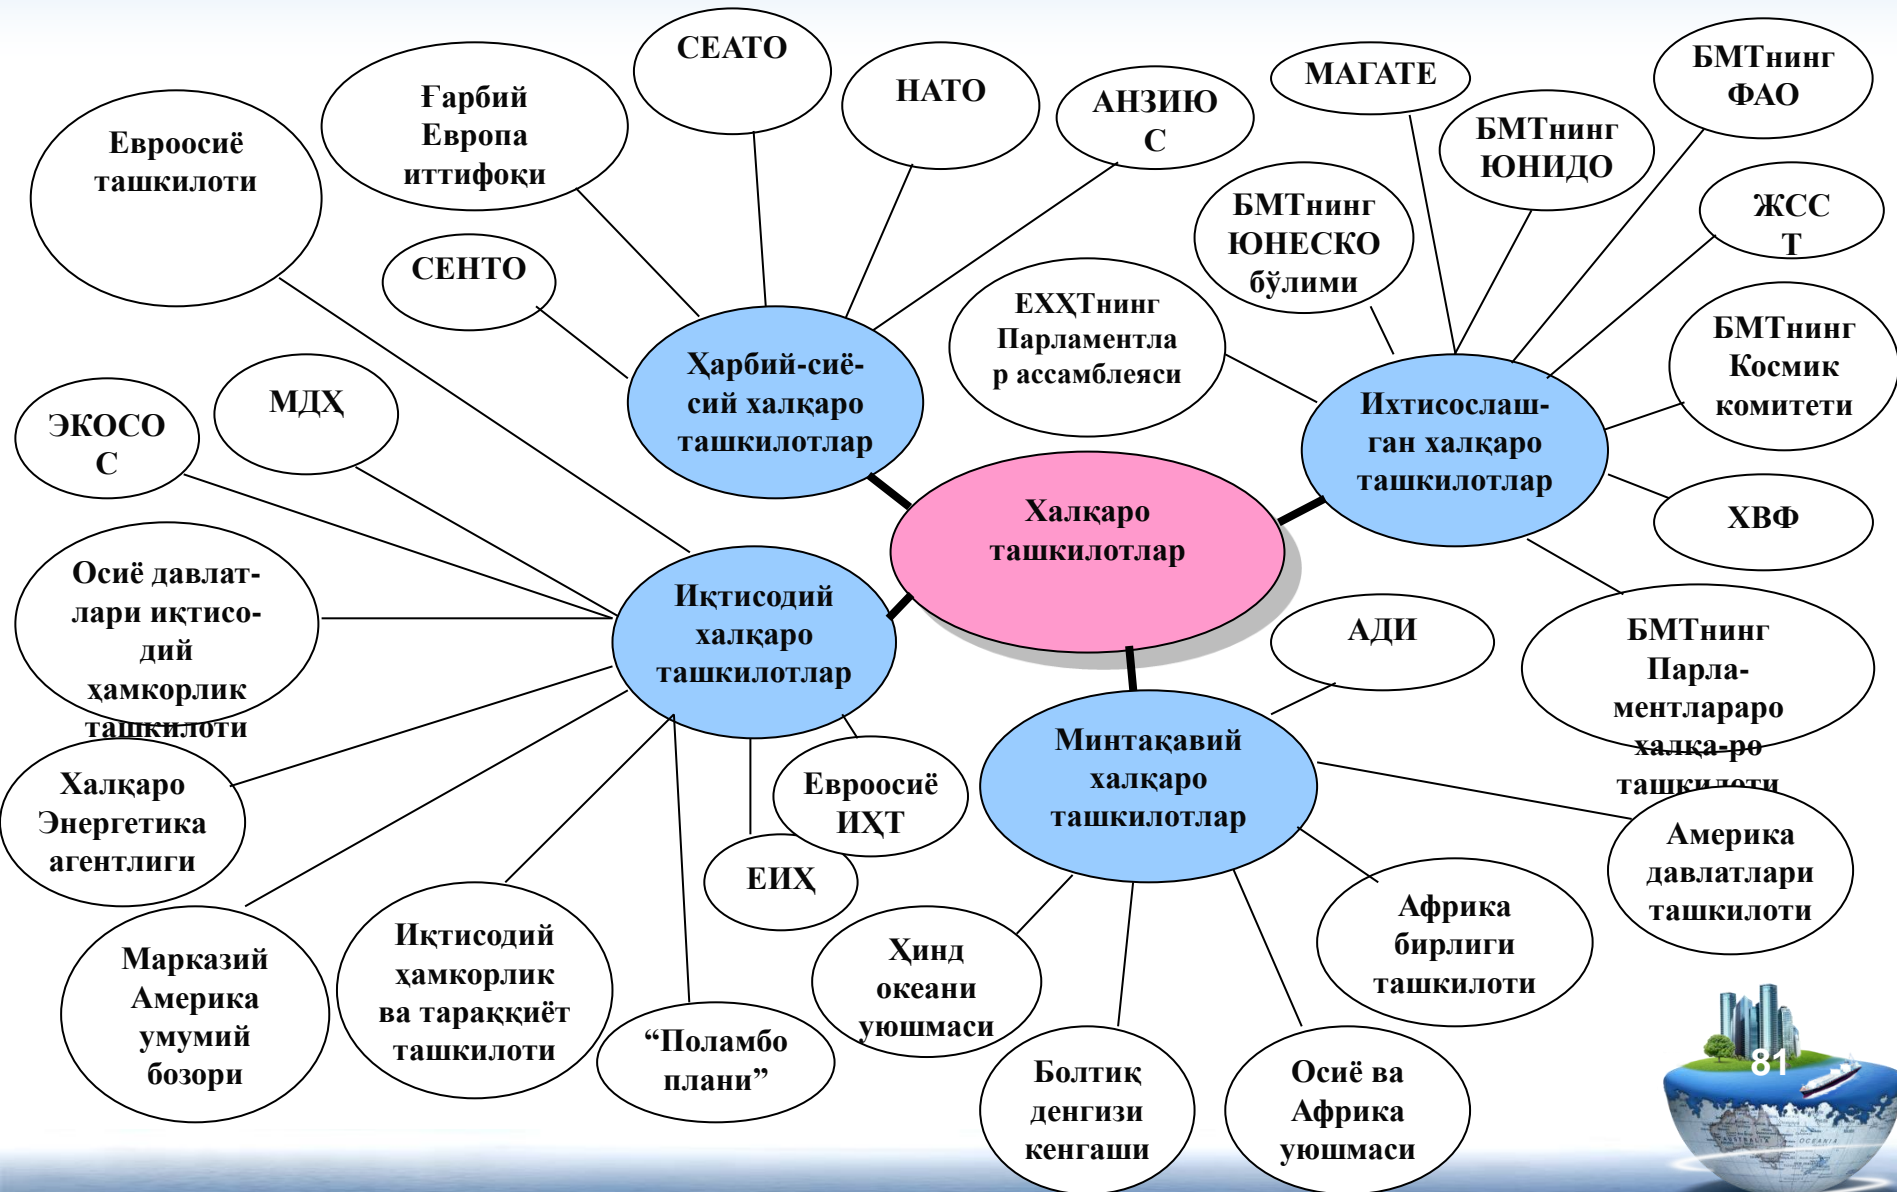 СЕАТО
Ғарбий
Европа
иттифоқи
НАТО
АНЗИЮ
С
МАГАТЕ
БМТнинг
ФАО
Евроосиё
ташкилоти
БМТнинг
ЮНИДО
СЕНТО
БМТнинг
ЮНЕСКО
бўлими
ЖСС
Т
ЕХҲТнинг
Парламентла
р ассамблеяси
БМТнинг
Космик
комитети
Ҳарбий-сиё-
сий халқаро
ташкилотлар
Ихтисослаш-
ган халқаро
ташкилотлар
МДҲ
ЭКОСО
С
ХВФ
Халқаро
ташкилотлар
Осиё давлат-
лари иқтисо-
дий
ҳамкорлик
ташкилоти
Иқтисодий
халқаро
ташкилотлар
АДИ
БМТнинг
Парла-
ментлараро
халқа-ро
ташкилоти
Минтақавий
халқаро
ташкилотлар
Халқаро
Энергетика
агентлиги
Евроосиё
ИҲТ
ЕИҲ
Америка
давлатлари
ташкилоти
Африка
бирлиги
ташкилоти
Марказий
Америка
умумий
бозори
Иқтисодий
ҳамкорлик
ва тараққиёт
ташкилоти
“Поламбо
плани”
Ҳинд
океани
уюшмаси
Болтиқ
денгизи
кенгаши
Осиё ва
Африка
уюшмаси
81
AUSTRALIA
OCEANIA